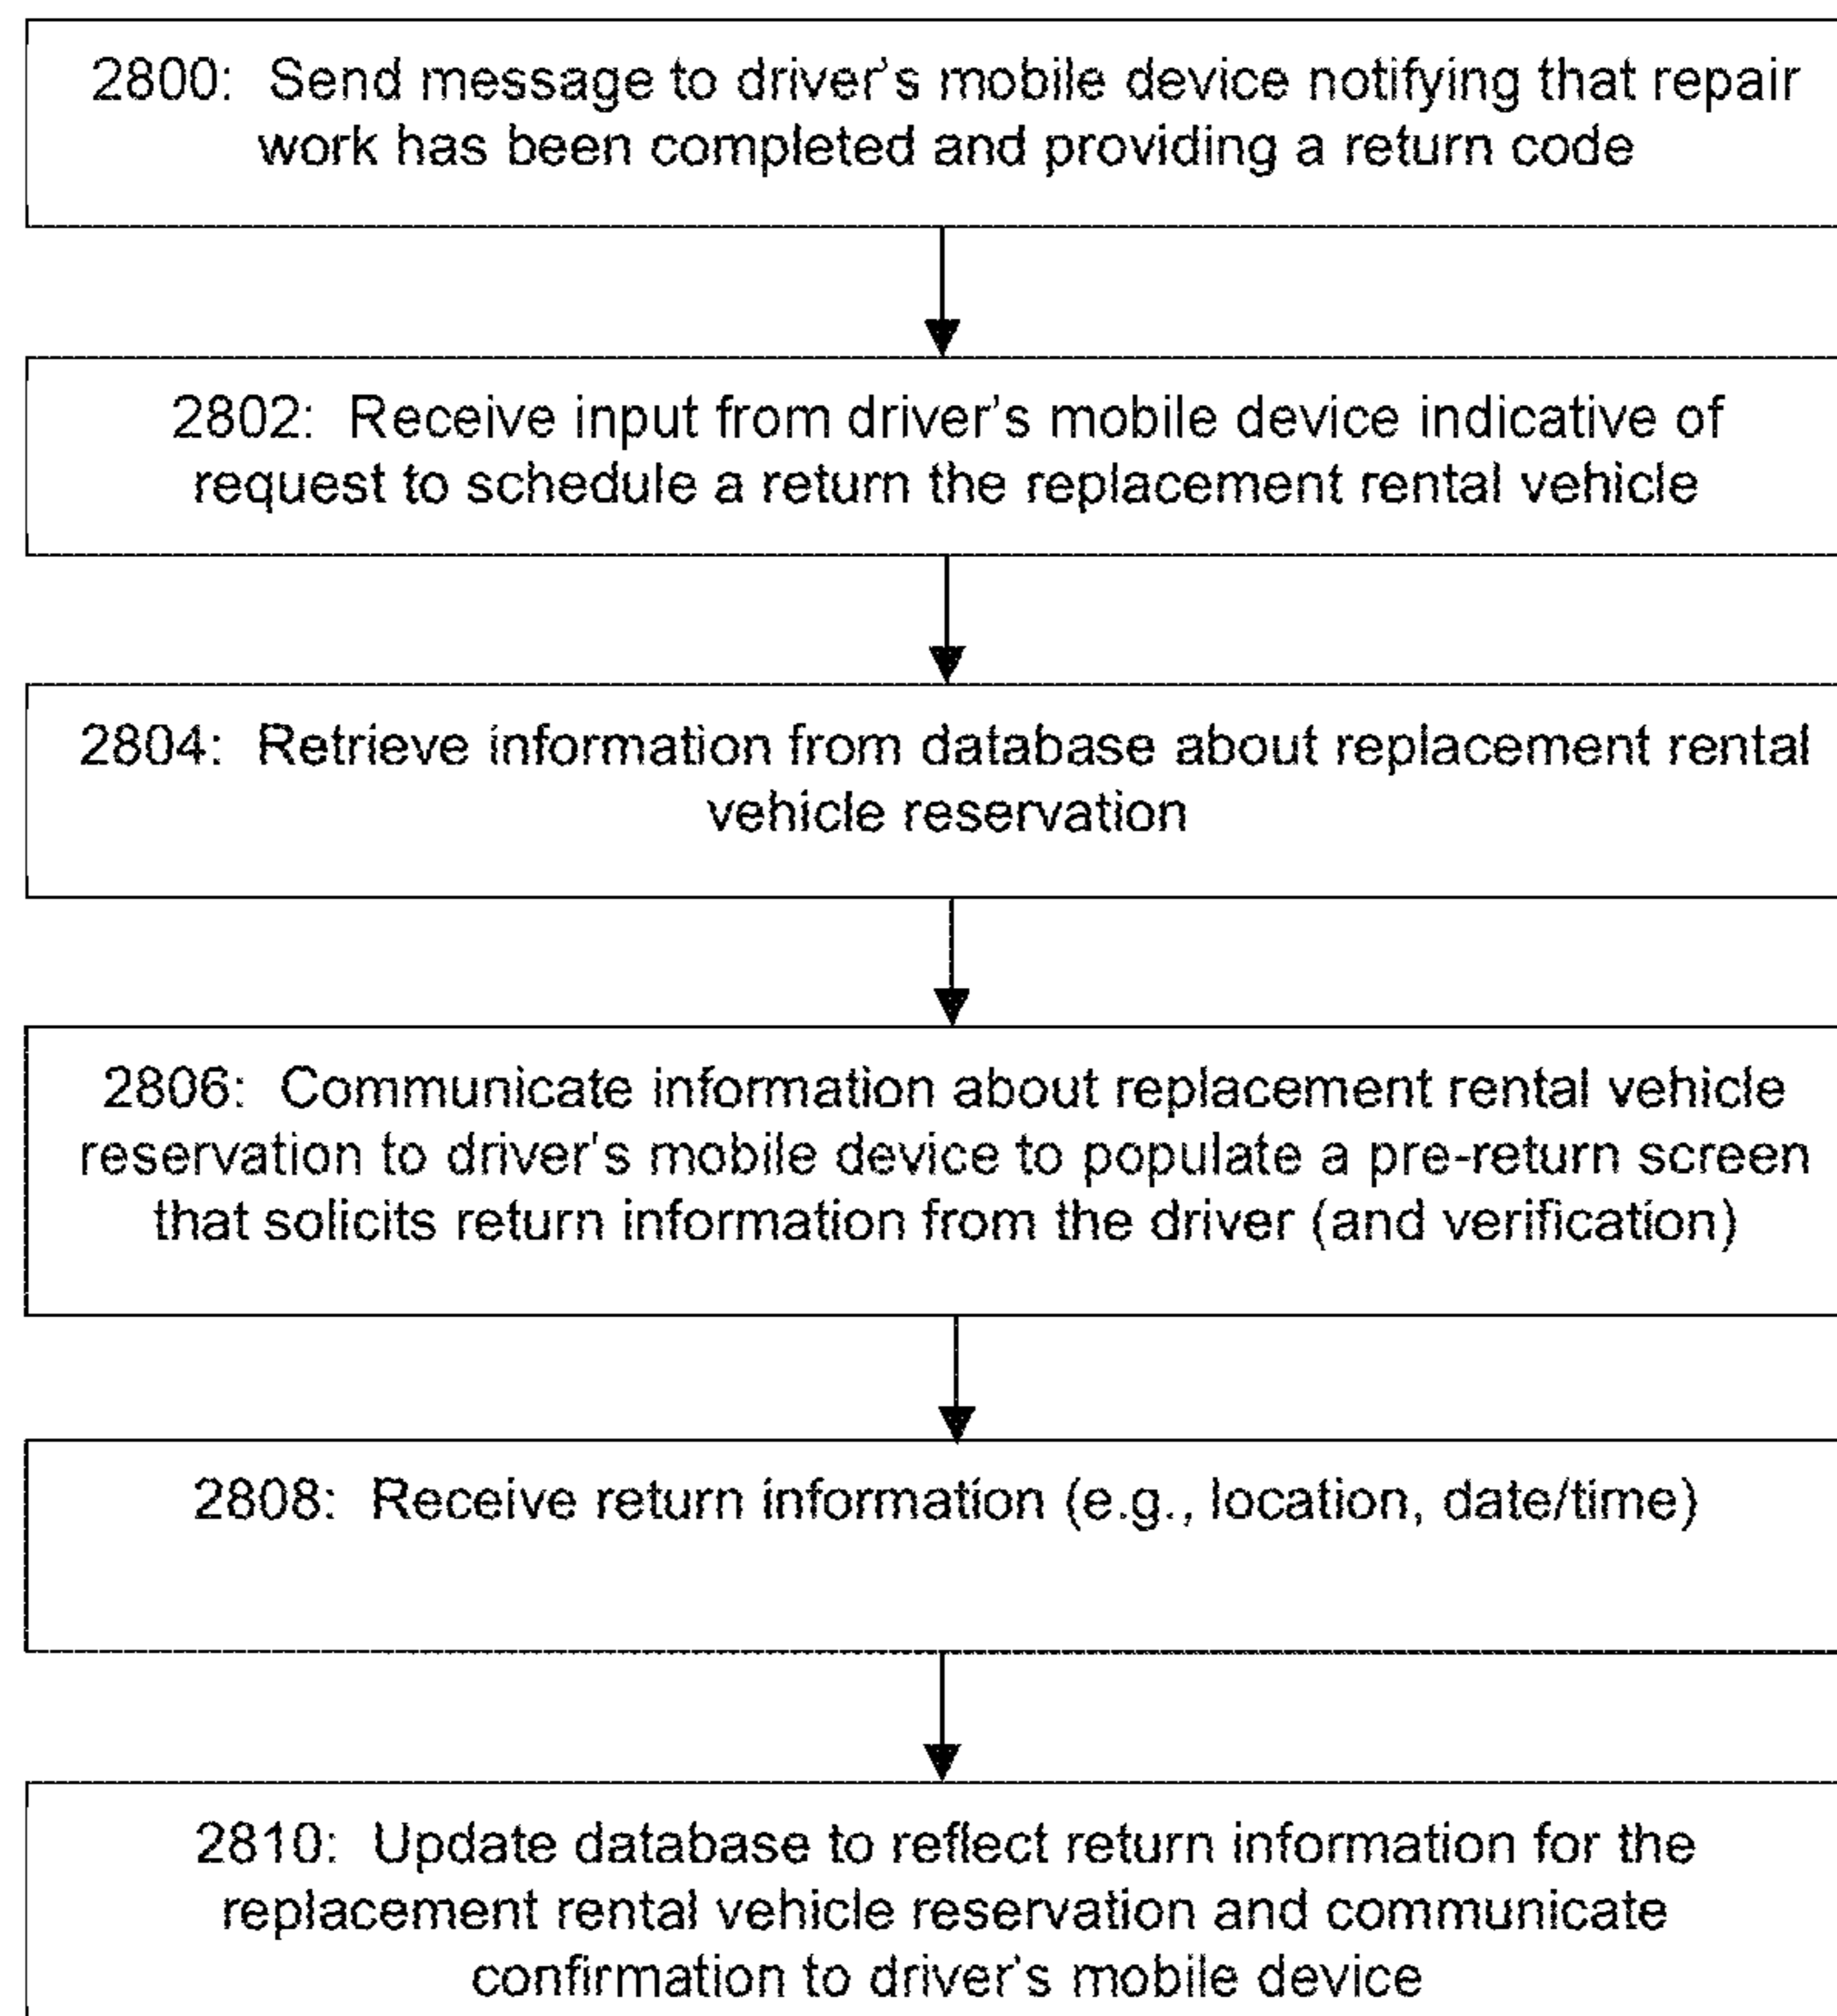 2800: Send message to driver's mobile device notifying that repair
work has been completed and providing a return code
2802: Receive input from driver's mobile device indicative of
request to schedule a return the replacement rental vehicle
2804: Retrieve information from database about replacement rental
vehicle reservation
2806: Communicate information about replacement rental vehicle
reservation to driver's mobile device to populate a pre-return screen
that solicits return information from the driver (and verification)
2808: Receive return information (e.g., location, date/time)
2810: Update database to reflect return information for the
replacement rental vehicle reservation and communicate
confirmation to driver's mobile device